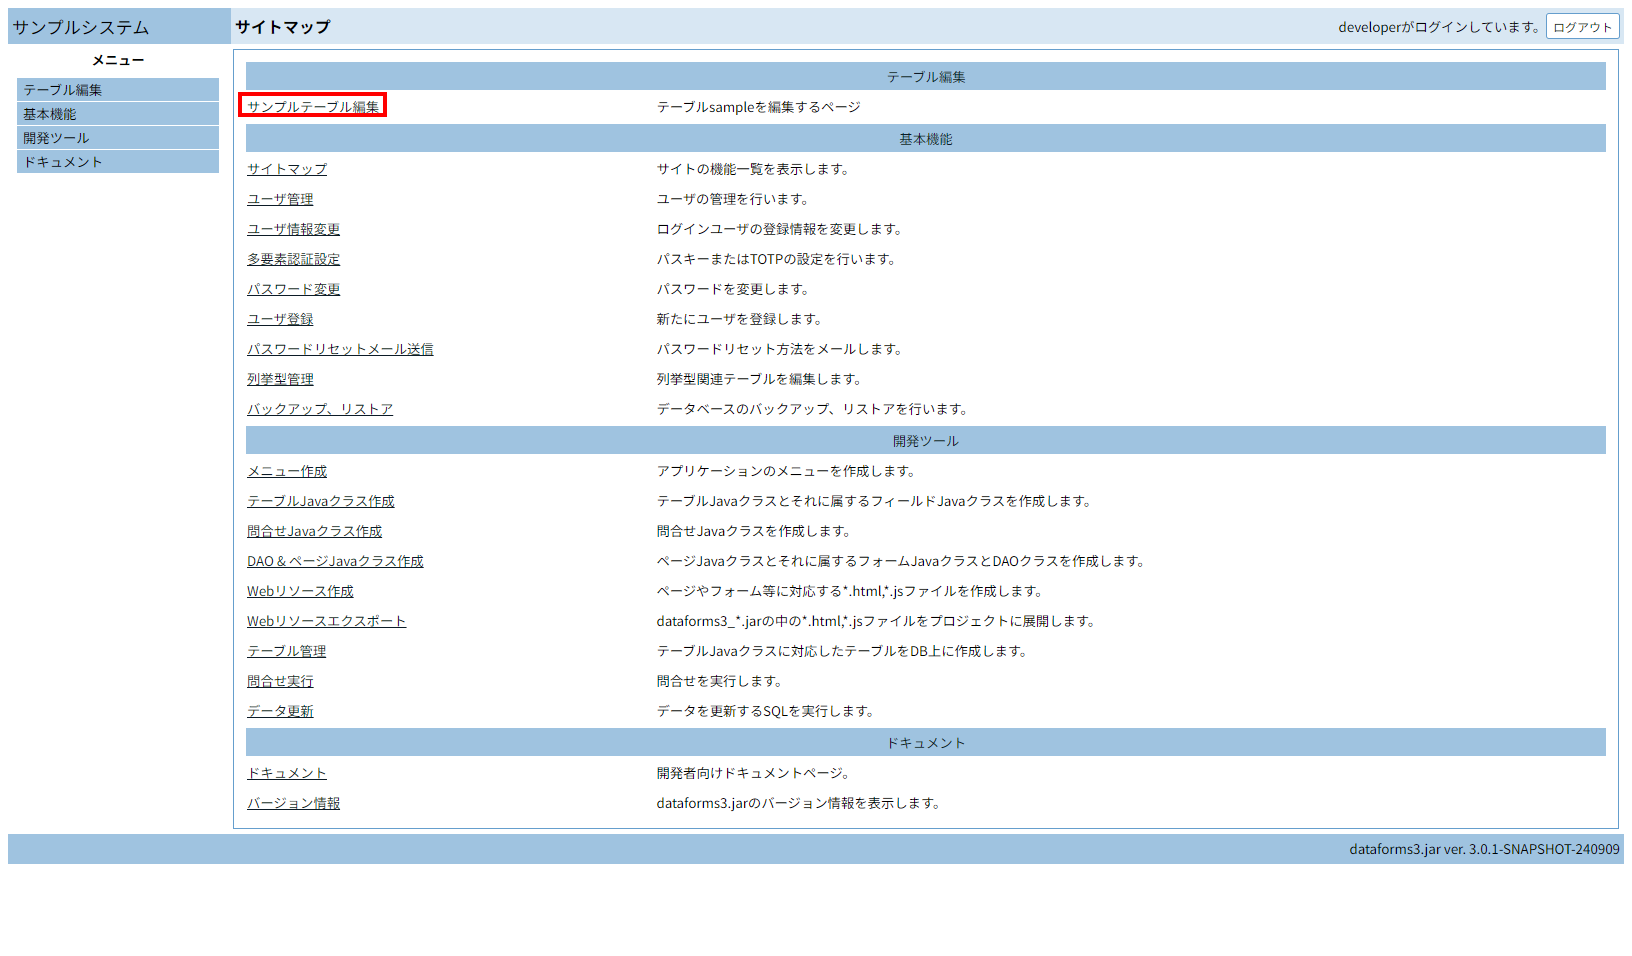 サンプルシステム
サイトマップ
developerがログインしています。 ログアウト
メニュー
テーブル編集
基本機能
開発ツール
ドキュメント
テーブル編集
サンプルテーブル編集 テーブルsampleを編集するページ
基本機能
サイトマップ サイトの機能一覧を表示します。
ユーザ管理 ユーザの管理を行います。
ユーザ情報変更 ログインユーザの登録情報を変更します。
多要素認証設定 パスキーまたはTOTPの設定を行います。
パスワード変更 パスワードを変更します。
ユーザ登録 新たにユーザを登録します。
パスワードリセットメール送信 パスワードリセット方法をメールします。
列挙型管理 列挙型関連テーブルを編集します。
バックアップ、リストア データベースのバックアップ、リストアを行います。
開発ツール
メニュー作成 アプリケーションのメニューを作成します。
テーブルJavaクラス作成 テーブルJavaクラスとそれに属するフィールドJavaクラスを作成します。
問合せJavaクラス作成 問合せJavaクラスを作成します。
DAO & ページJavaクラス作成 ページJavaクラスとそれに属するフォームJavaクラスとDAOクラスを作成します。
Webリソース作成 ページやフォーム等に対応する*.html,*.jsファイルを作成します。
Webリソースエクスポート dataforms3_*.jarの中の*.html,*.jsファイルをプロジェクトに展開します。
テーブル管理 テーブルJavaクラスに対応したテーブルをDB上に作成します。
問合せ実行 問合せを実行します。
データ更新 データを更新するSQLを実行します。
ドキュメント
ドキュメント 開発者向けドキュメントページ。
バージョン情報 dataforms3.jarのバージョン情報を表示します。
dataforms3.jar ver. 3.0.1-SNAPSHOT-240909